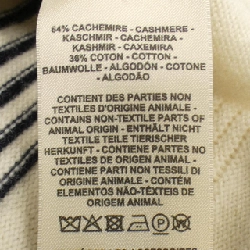 64% CACHEMIRE - CASHMERE -
KASCHMIR - CACHEMIRA -
KASHMIR - CAXEMIRA
36% COTON - COTTON -
BAUMWOLLE - ALGODÓN - COTONE
- ALGODÃO
CONTIENT DES PARTIES NON
TEXTILES D'ORIGINE ANIMALE -
CONTAINS NON-TEXTILE PARTS OF
ANIMAL ORIGIN - ENTHÄLT NICHT
TEXTILE TEILE TIERISCHER
HERKUNFT - CONTIENE PARTES NO
TEXTILES DE ORIGEN ANIMAL -
CONTIENE PARTI NON TESSILI DI
ORIGINE ANIMALE - CONTÉM
ELEMENTOS NÃO-TÊXTEIS DE
ORIGEM ANIMAL
P